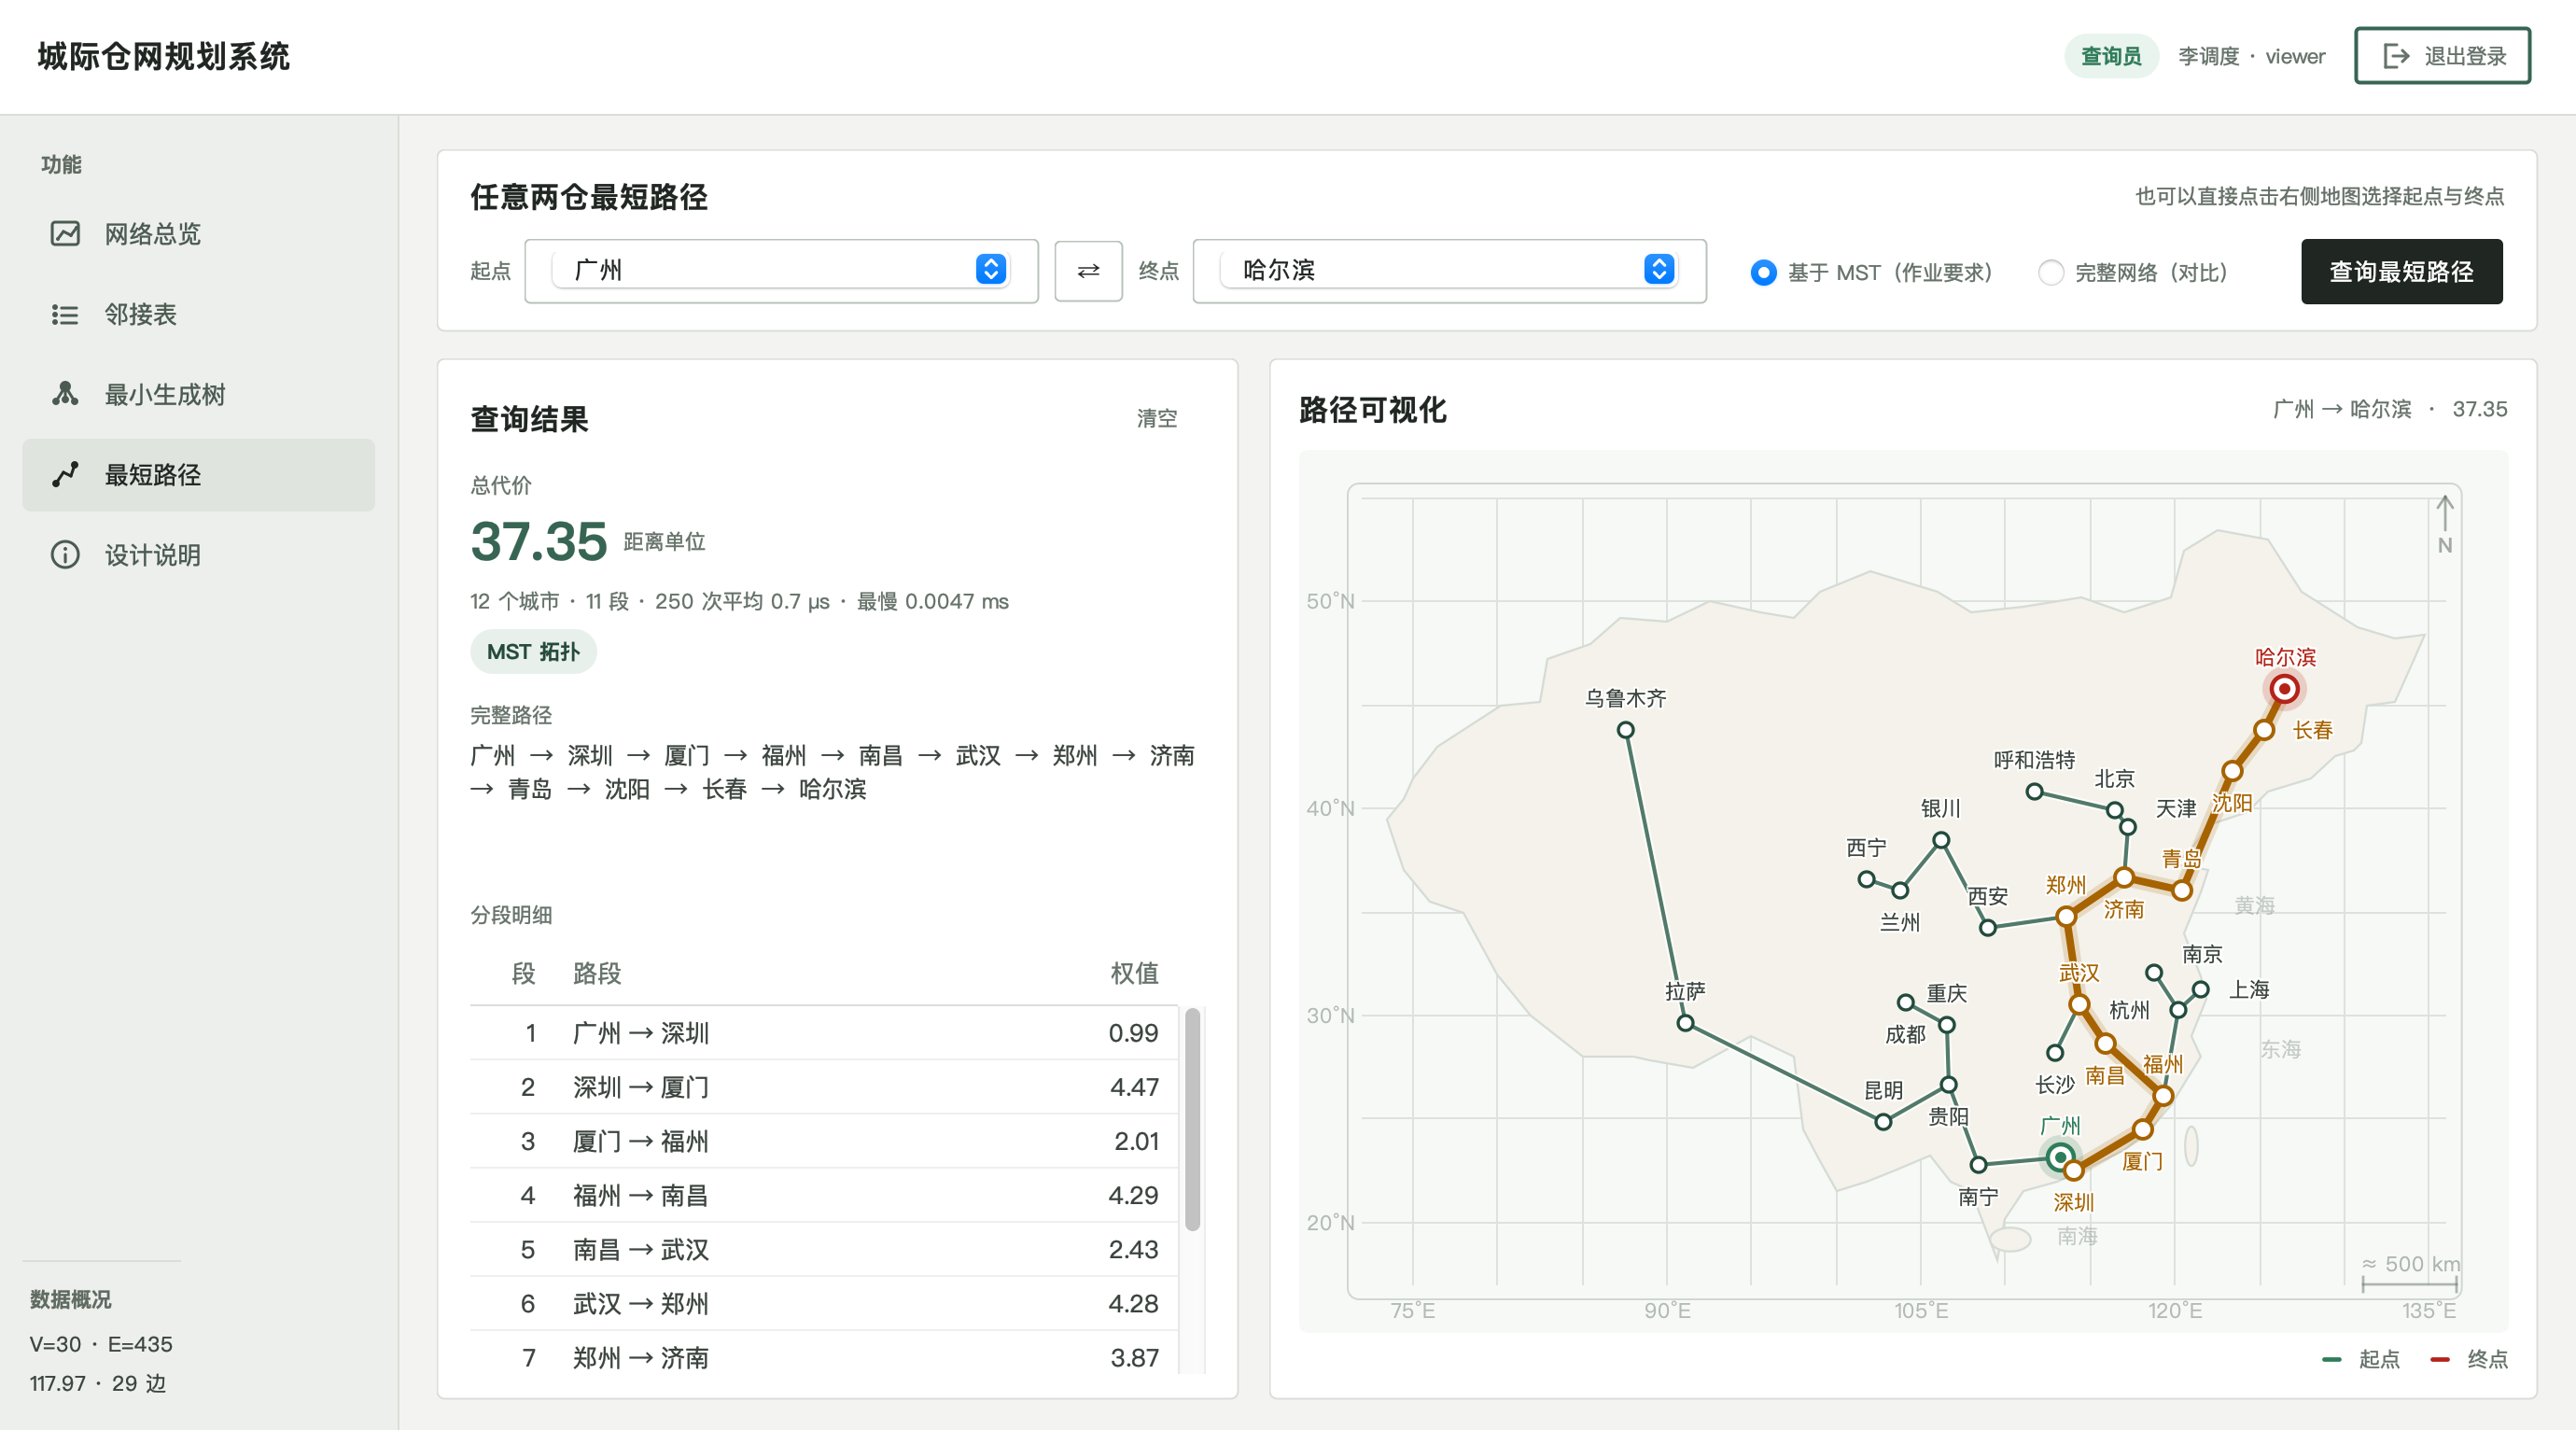 城际仓网规划系统
查询员 李调度 · viewer 退出登录
功能
网络总览
邻接表
最小生成树
最短路径
设计说明
数据概况
V=30 · E=435
117.97 · 29 边
任意两仓最短路径
也可以直接点击右侧地图选择起点与终点
起点 广州 ⇄ 终点 哈尔滨 基于 MST（作业要求） 完整网络（对比） 查询最短路径
查询结果 清空
总代价
37.35 距离单位
12 个城市 · 11 段 · 250 次平均 0.7 µs · 最慢 0.0047 ms
MST 拓扑
完整路径
广州 → 深圳 → 厦门 → 福州 → 南昌 → 武汉 → 郑州 → 济南
→ 青岛 → 沈阳 → 长春 → 哈尔滨
分段明细
段 路段 权值
1 广州 → 深圳 0.99
2 深圳 → 厦门 4.47
3 厦门 → 福州 2.01
4 福州 → 南昌 4.29
5 南昌 → 武汉 2.43
6 武汉 → 郑州 4.28
7 郑州 → 济南 3.87
路径可视化
广州 → 哈尔滨 · 37.35
N
50°N
哈尔滨
乌鲁木齐
长春
呼和浩特
北京
40°N
银川
天津
沈阳
西宁
青岛
郑州
西安
济南
黄海
兰州
南京
武汉
拉萨
重庆
上海
30°N
杭州
成都
东海
福州
南昌
长沙
昆明
贵阳
广州
厦门
南宁
深圳
20°N
南海
≈ 500 km
75°E 90°E 105°E 120°E 135°E
起点 终点